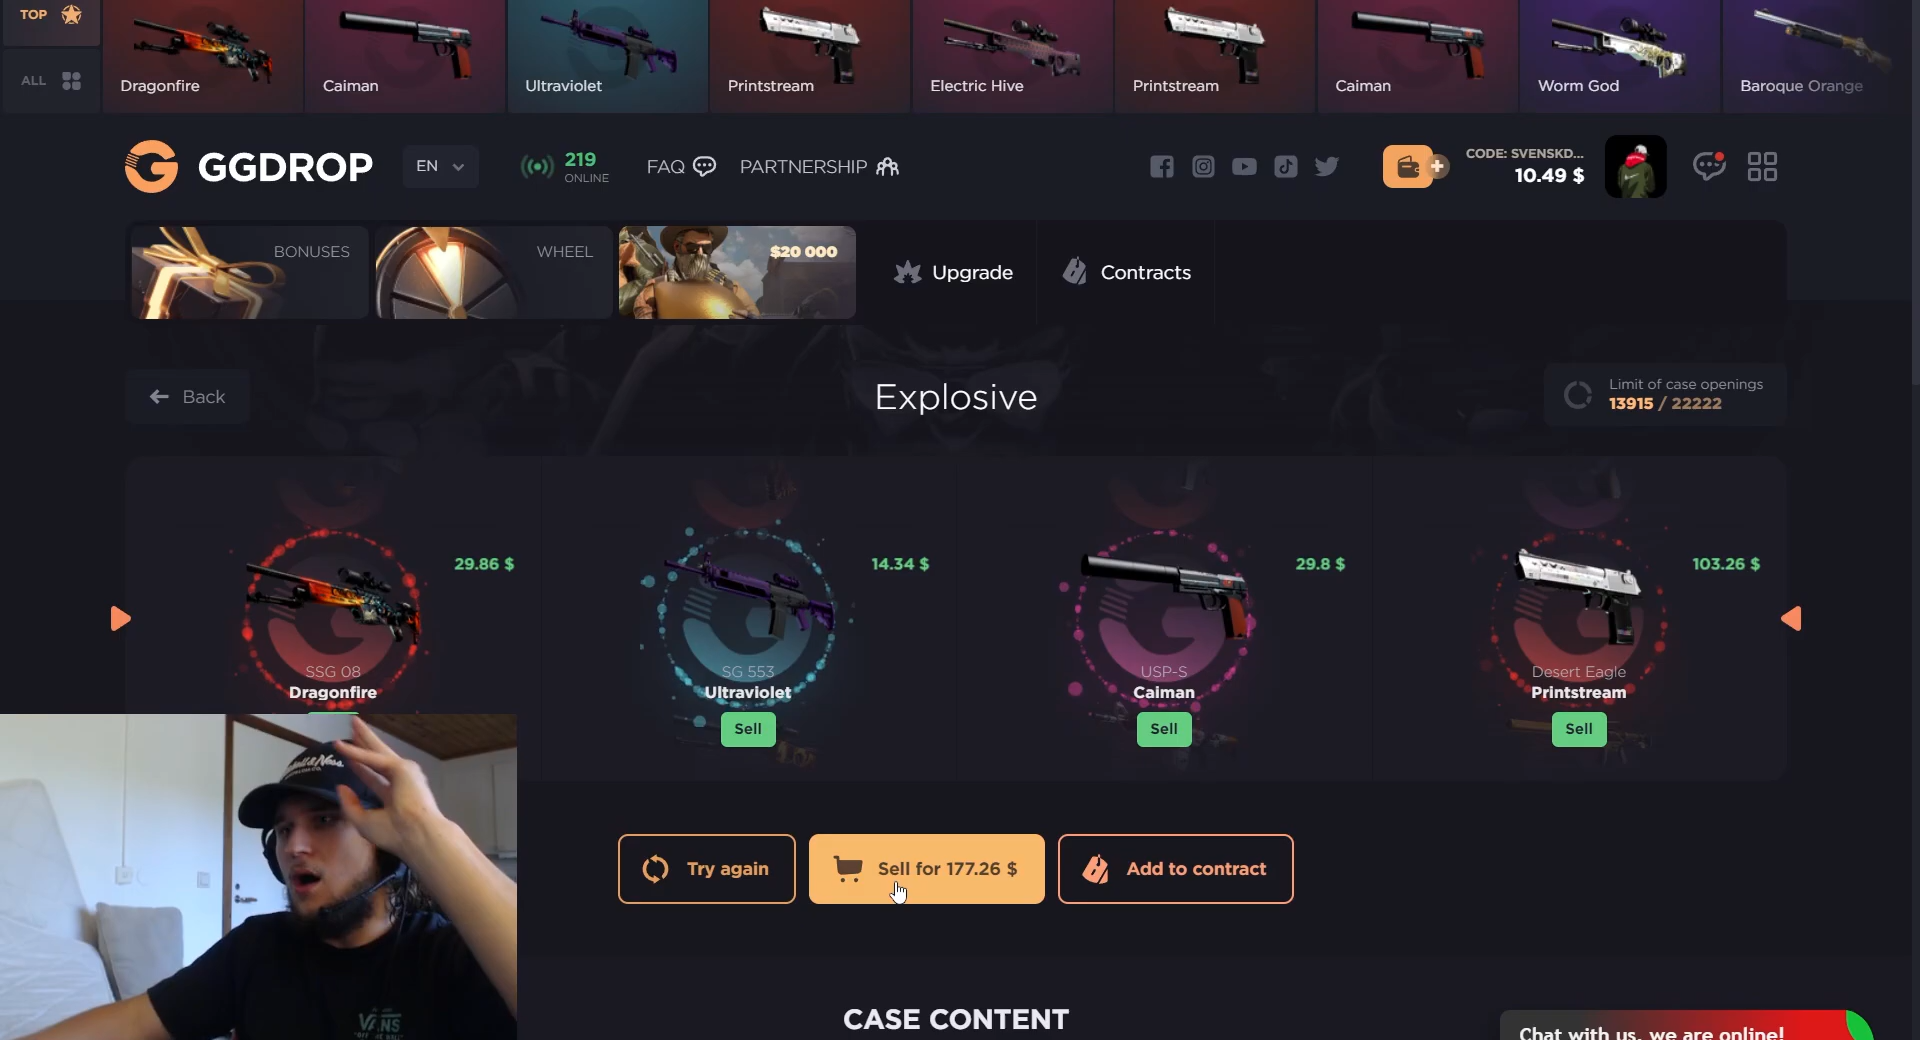 TOP
ALL
Dragonfire
Caiman
Ultraviolet
Printstream
Electric Hive
Printstream
Caiman
Worm God
Baroque Orange
GGDROP
EN
219
ONLINE
FAQ
PARTNERSHIP
CODE: SVENSKD...
10.49 $
BONUSES
WHEEL
$20 000
Upgrade
Contracts
Back
Explosive
Limit of case openings
13915 / 22222
29.86 $
SSG 08
Dragonfire
14.34 $
SG 553
Ultraviolet
Sell
29.8 $
USP-S
Caiman
Sell
103.26 $
Desert Eagle
Printstream
Sell
Try again
Sell for 177.26 $
Add to contract
VANS
CASE CONTENT
Chat with us, we are online!